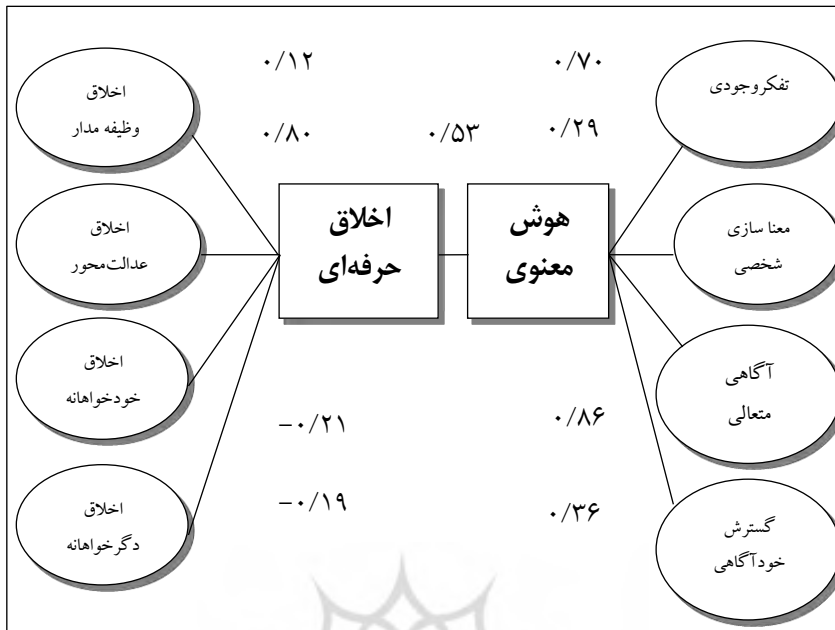 ۰/۷۰
۰/۱۲
تفکروجودی
اخلاق
وظیفه مدار
۰/۲۹
۰/۵۳
۰/۸۰
معنا سازی
شخصی
هوش
معنوی
اخلاق
حرفه‌ای
اخلاق
عدالت‌محور
آگاهی
متعالی
اخلاق
خودخواهانه
۰/۸۶
-۰/۲۱
گسترش
خودآگاهی
۰/۳۶
-۰/۱۹
اخلاق
دگرخواهانه